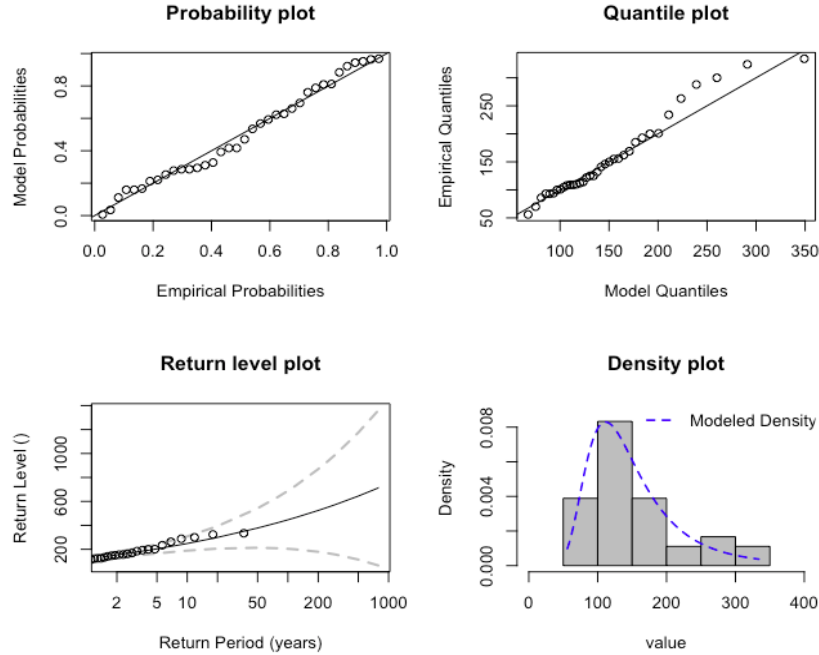 Probability plot
Model Probabilities
0.0 0.4 0.8
0.0 0.2 0.4 0.6 0.8 1.0
Empirical Probabilities
Quantile plot
Empirical Quantiles
50 150 250
100 150 200 250 300 350
Model Quantiles
Return level plot
Return Level ()
200 600 1000
2 5 10 50 200 1000
Return Period (years)
Density plot
Modeled Density
Density
0.000 0.004 0.008
0 100 200 300 400
value